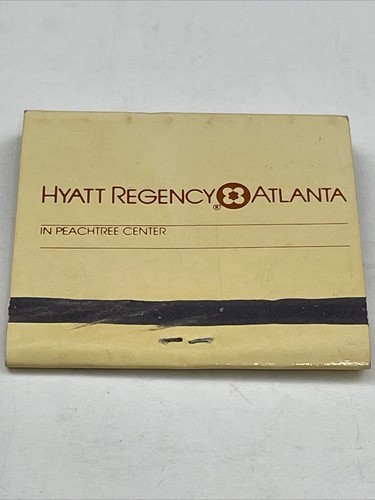 HYATT REGENCY® ATLANTA
IN PEACHTREE CENTER